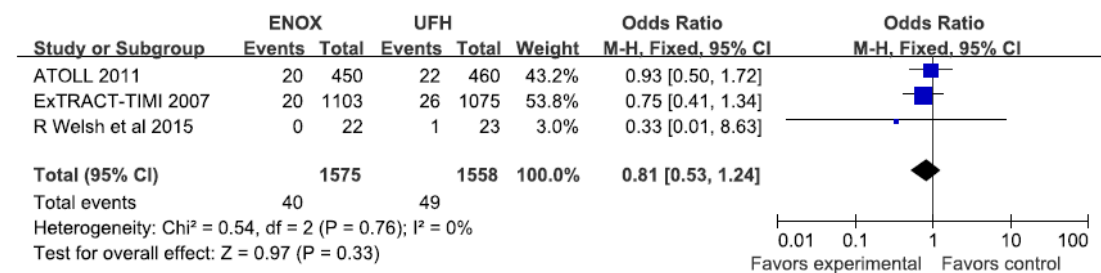 ENOX UFH Odds Ratio Odds Ratio
Study or Subgroup Events Total Events Total Weight M-H, Fixed, 95% CI M-H, Fixed, 95% CI
ATOLL 2011 20 450 22 460 43.2% 0.93 [0.50, 1.72]
ExTRACT-TIMI 2007 20 1103 26 1075 53.8% 0.75 [0.41, 1.34]
R Welsh et al 2015 0 22 1 23 3.0% 0.33 [0.01, 8.63]
Total (95% CI) 1575 1558 100.0% 0.81 [0.53, 1.24]
Total events 40 49
Heterogeneity: Chi² = 0.54, df = 2 (P = 0.76); I² = 0%
Test for overall effect: Z = 0.97 (P = 0.33)
0.01 0.1 1 10 100
Favors experimental Favors control